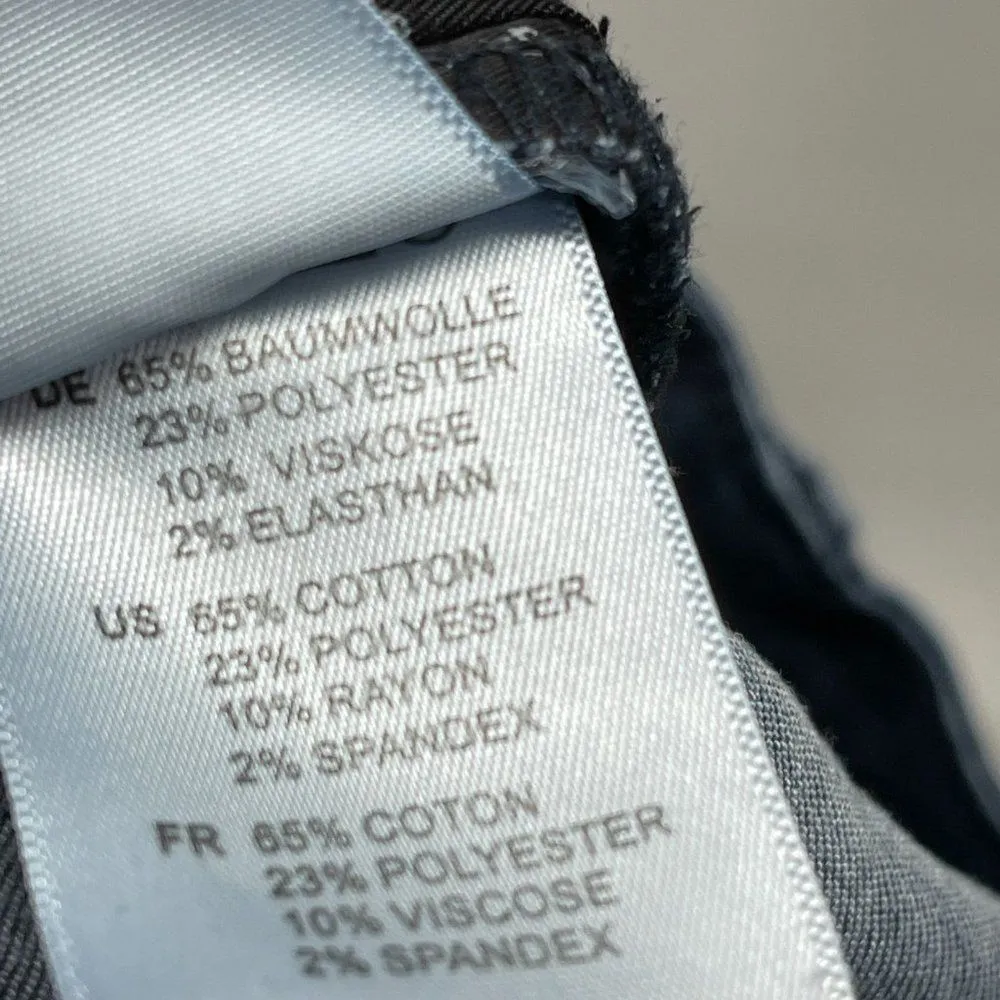 DE 65% BAUMWOLLE
23% POLYESTER
10% VISKOSE
2% ELASTHAN
US 65% COTTON
23% POLYESTER
10% RAYON
2% SPANDEX
FR 65% COTON
23% POLYESTER
10% VISCOSE
2% SPANDEX